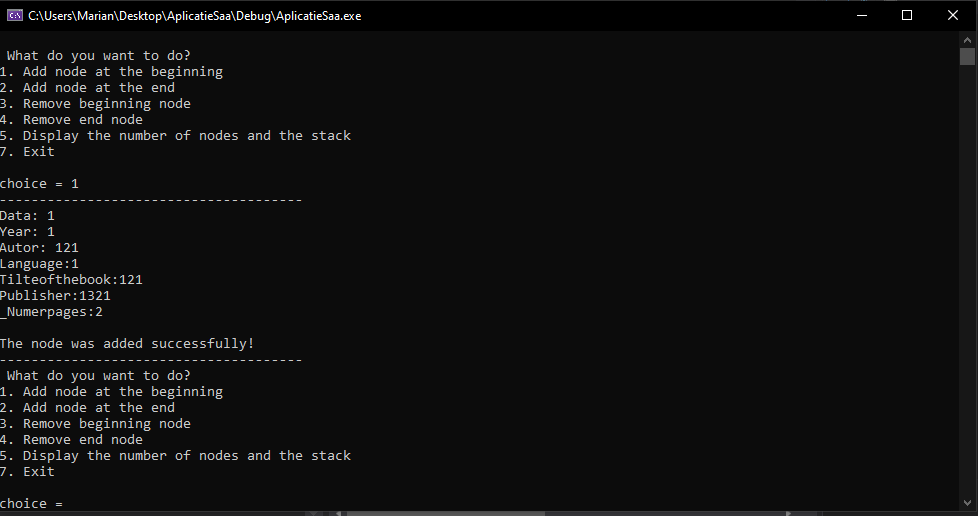 C:\Users\Marian\Desktop\AplicatieSaa\Debug\AplicatieSaa.exe
What do you want to do?
1. Add node at the beginning
2. Add node at the end
3. Remove beginning node
4. Remove end node
5. Display the number of nodes and the stack
7. Exit
choice = 1
--------------------------------------
Data: 1
Year: 1
Autor: 121
Language:1
Tilteofthebook:121
Publisher:1321
_Numerpages:2
The node was added successfully!
--------------------------------------
What do you want to do?
1. Add node at the beginning
2. Add node at the end
3. Remove beginning node
4. Remove end node
5. Display the number of nodes and the stack
7. Exit
choice =